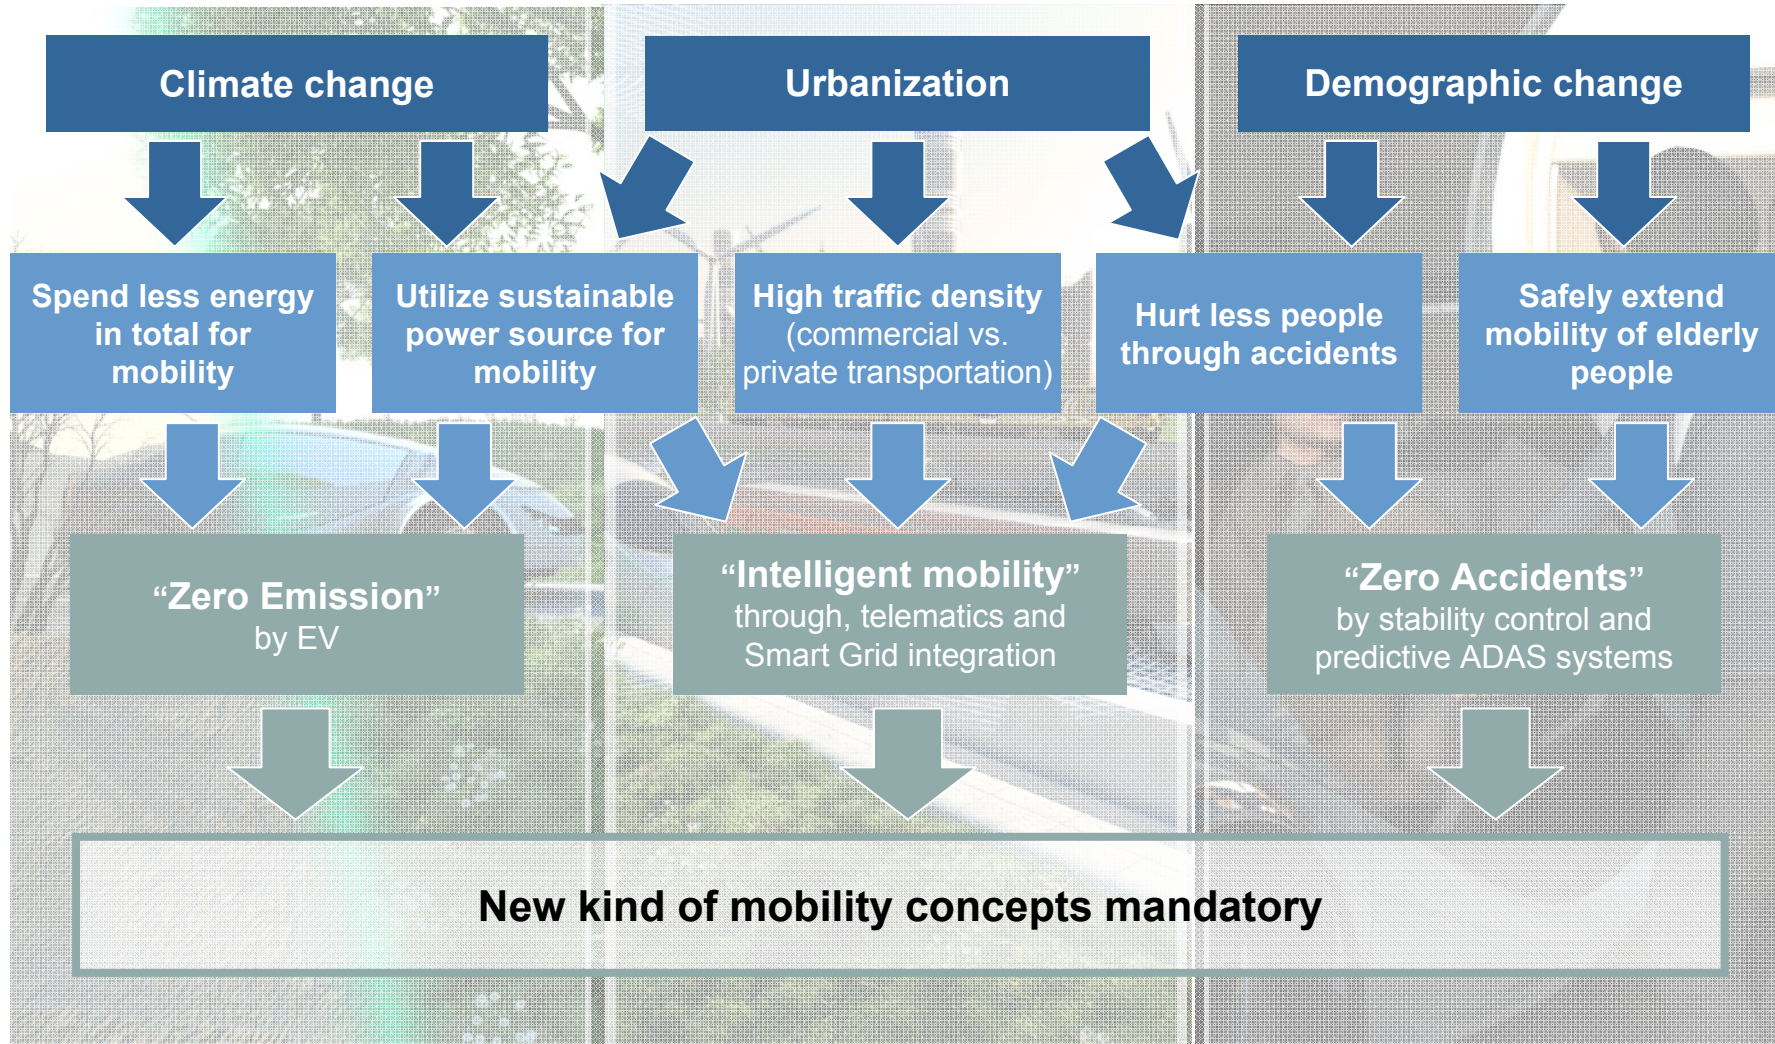 Climate change
Urbanization
Demographic change
Spend less energy
in total for
mobility
Utilize sustainable
power source for
mobility
High traffic density
(commercial vs.
private transportation)
Hurt less people
through accidents
Safely extend
mobility of elderly
people
“Zero Emission”
by EV
“Intelligent mobility”
through, telematics and
Smart Grid integration
“Zero Accidents”
by stability control and
predictive ADAS systems
New kind of mobility concepts mandatory